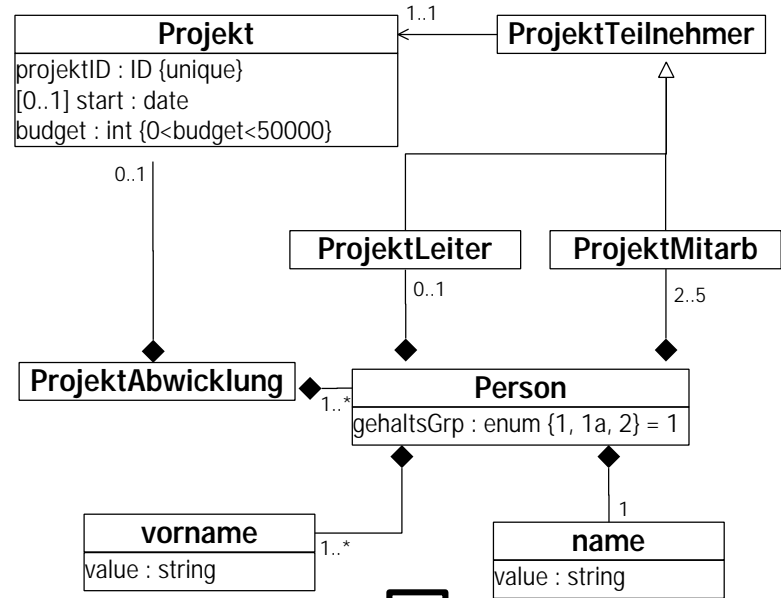 Projekt
projektID : ID {unique}
[0..1] start : date
budget : int {0<budget<50000}
1..1
ProjektTeilnehmer
0..1
ProjektLeiter
0..1
ProjektMitarb
2..5
ProjektAbwicklung
1..*
Person
gehaltsGrp : enum {1, 1a, 2} = 1
vorname
value : string
1..*
1
name
value : string